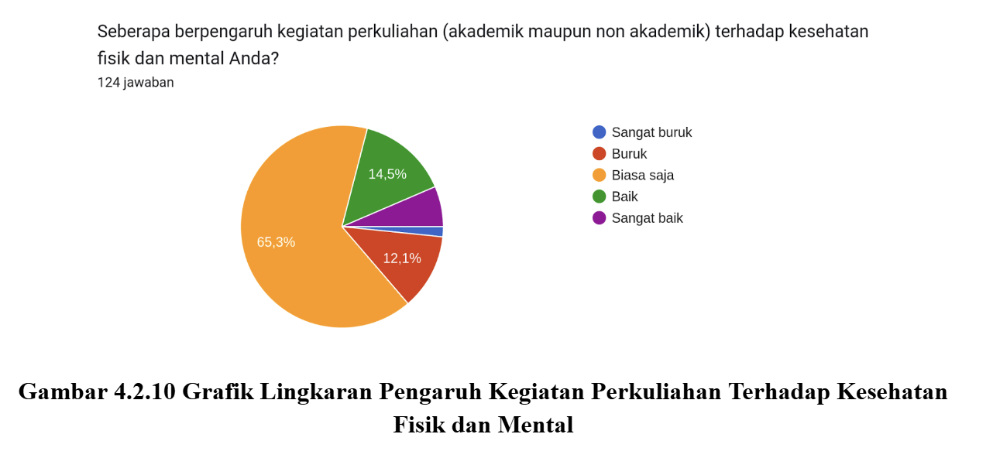 Seberapa berpengaruh kegiatan perkuliahan (akademik maupun non akademik) terhadap kesehatan
fisik dan mental Anda?
124 jawaban
Sangat buruk
Buruk
Biasa saja
Baik
Sangat baik
14,5%
65,3%
12,1%
Gambar 4.2.10 Grafik Lingkaran Pengaruh Kegiatan Perkuliahan Terhadap Kesehatan
Fisik dan Mental